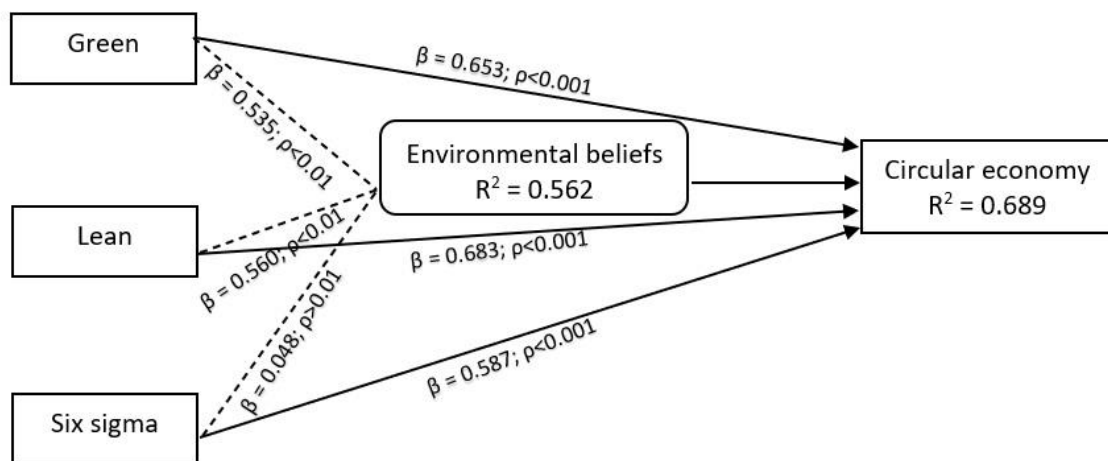 Green
β = 0.653; ρ<0.001
β = 0.535; ρ<0.01
Environmental beliefs
R² = 0.562
Circular economy
R² = 0.689
Lean
β = 0.560; ρ<0.01
β = 0.683; ρ<0.001
β = 0.048; ρ>0.01
β = 0.587; ρ<0.001
Six sigma